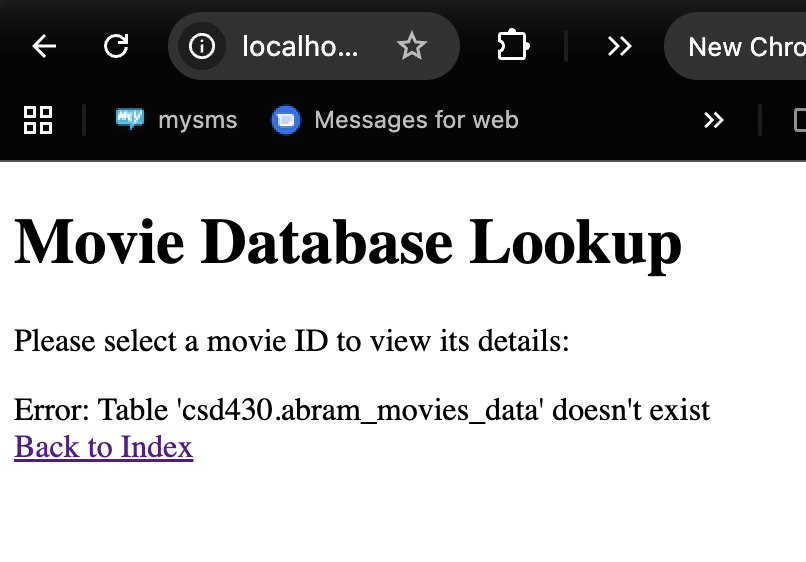 localho...
New Chro
mysms
Messages for web
Movie Database Lookup
Please select a movie ID to view its details:
Error: Table 'csd430.abram_movies_data' doesn't exist
Back to Index